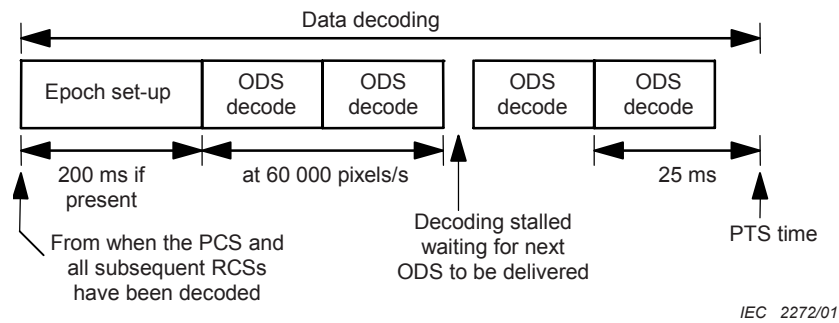 Data decoding
Epoch set-up
ODS
decode
ODS
decode
ODS
decode
ODS
decode
200 ms if
present
at 60 000 pixels/s
25 ms
From when the PCS and
all subsequent RCSs
have been decoded
Decoding stalled
waiting for next
ODS to be delivered
PTS time
IEC 2272/01